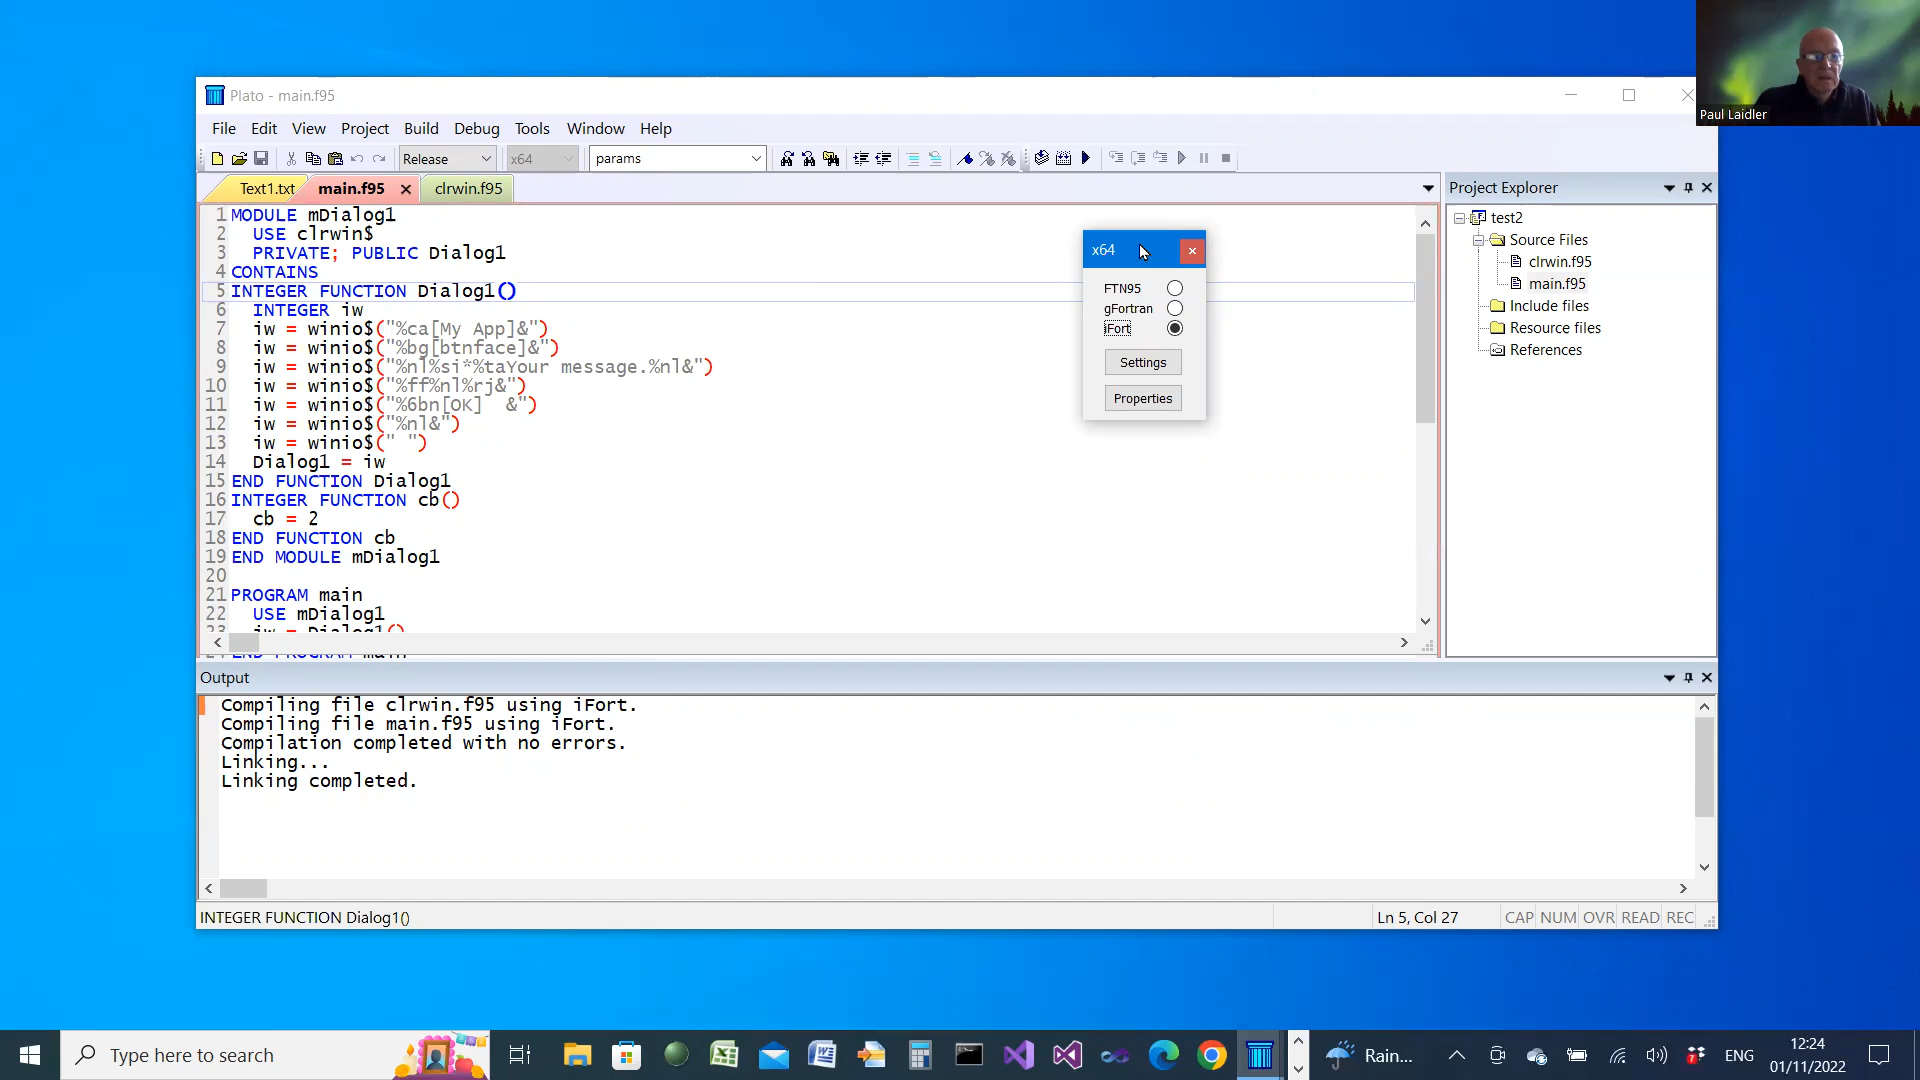 Paul Laidler
Plato - main.f95
File Edit View Project Build Debug Tools Window Help
Release x64 params
Text1.txt main.f95 clrwin.f95
1 MODULE mDialog1
2 USE clrwin$
3 PRIVATE; PUBLIC Dialog1
4 CONTAINS
5 INTEGER FUNCTION Dialog1()
6 INTEGER iw
7 iw = winio$("%ca[My App]&")
8 iw = winio$("%bg[btnface]&")
9 iw = winio$("%nl%si*%taYour message.%nl&")
10 iw = winio$("%ff%nl%rj&")
11 iw = winio$("%6bn[OK]  &")
12 iw = winio$("%nl&")
13 iw = winio$(" ")
14 Dialog1 = iw
15 END FUNCTION Dialog1
16 INTEGER FUNCTION cb()
17 cb = 2
18 END FUNCTION cb
19 END MODULE mDialog1
20
21 PROGRAM main
22 USE mDialog1
23 iw = Dialog1()
24 END PROGRAM main
x64
FTN95
gFortran
iFort
Settings
Properties
Project Explorer
test2
Source Files
clrwin.f95
main.f95
Include files
Resource files
References
Output
Compiling file clrwin.f95 using iFort.
Compiling file main.f95 using iFort.
Compilation completed with no errors.
Linking...
Linking completed.
INTEGER FUNCTION Dialog1() Ln 5, Col 27 CAP NUM OVR READ REC
Type here to search
Rain... ENG
12:24
01/11/2022